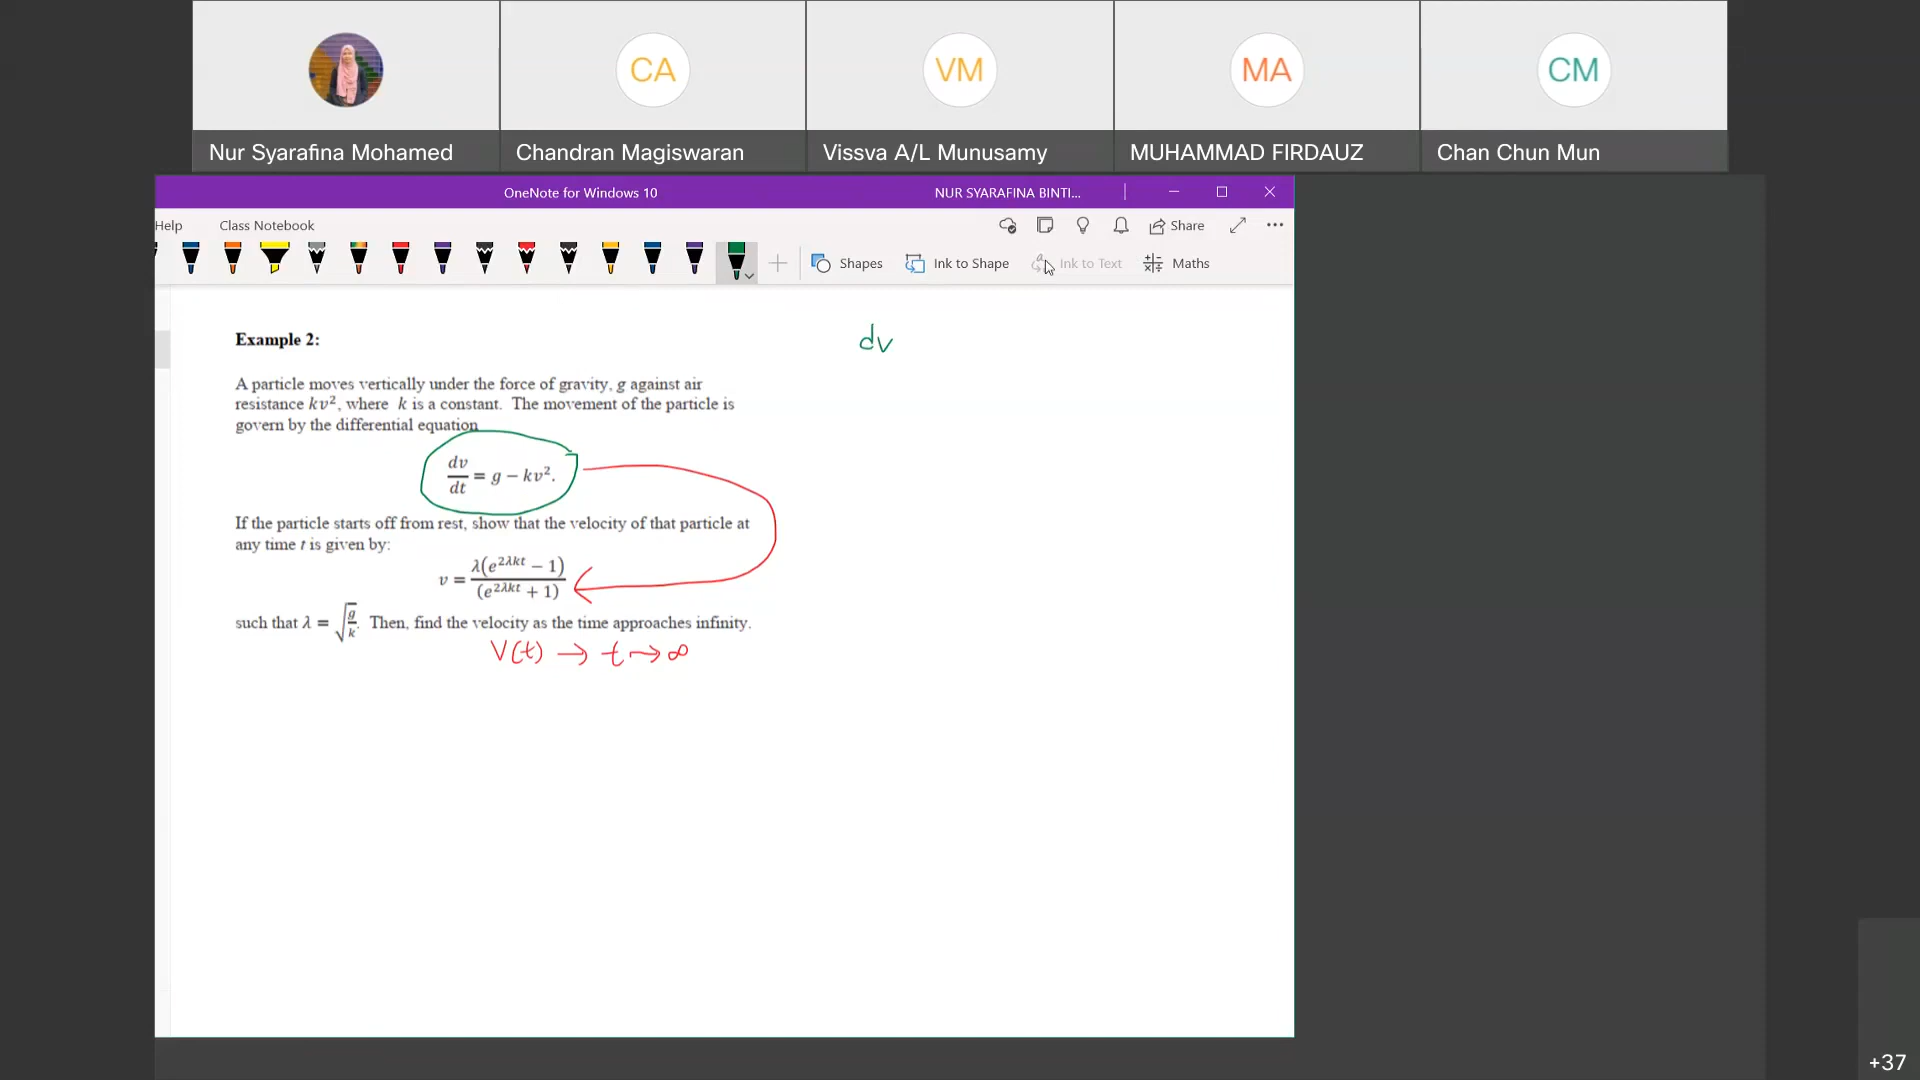 CA
VM
MA
CM
Nur Syarafina Mohamed
Chandran Magiswaran
Vissva A/L Munusamy
MUHAMMAD FIRDAUZ
Chan Chun Mun
OneNote for Windows 10
NUR SYARAFINA BINTI...
Help
Class Notebook
Share
Shapes
Ink to Shape
Ink to Text
Maths
Example 2:
dv
A particle moves vertically under the force of gravity, g against air
resistance kv², where k is a constant. The movement of the particle is
govern by the differential equation
dv/dt = g − kv².
If the particle starts off from rest, show that the velocity of that particle at
any time t is given by:
v = λ(e^{2λkt} − 1)/(e^{2λkt} + 1)
such that λ = √(g/k). Then, find the velocity as the time approaches infinity.
V(t) → t → ∞
+37